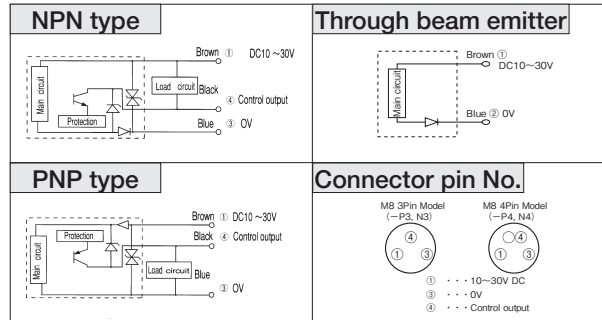 NPN type
Brown ① DC10 ~30V
Main circuit
Load circuit
Black
④ Control output
Protection
Blue ③ OV
Through beam emitter
Brown ①
DC10~30V
Main circuit
Blue ② 0V
PNP type
Brown ① DC10 ~30V
Black ④ Control output
Protection
Main circuit
Load circuit
Blue
③ OV
Connector pin No.
M8 3Pin Model
(−P3, N3)
④
① ③
M8 4Pin Model
(−P4, N4)
④
① ③
① ・・・10~30V DC
③ ・・・0V
④ ・・・Control output